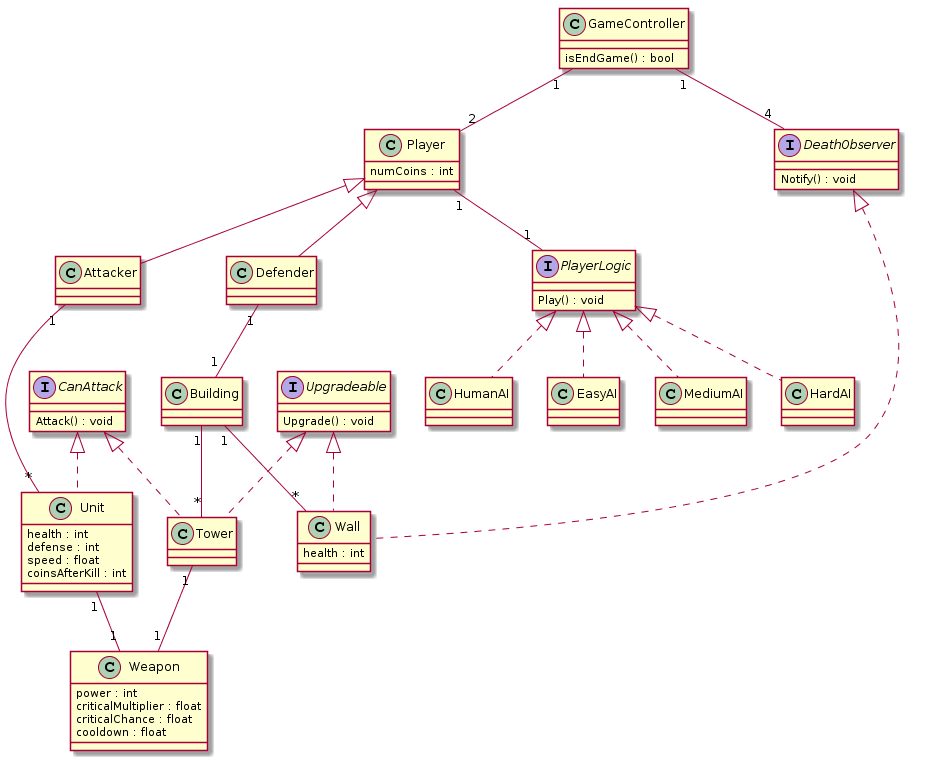 C GameController
isEndGame() : bool
1
1
2
4
C Player
numCoins : int
I DeathObserver
Notify() : void
1
1
C Attacker
C Defender
I PlayerLogic
Play() : void
1
1
1
I CanAttack
Attack() : void
C Building
I Upgradeable
Upgrade() : void
C HumanAI
C EasyAI
C MediumAI
C HardAI
1
1
*
*
*
C Unit
health : int
defense : int
speed : float
coinsAfterKill : int
C Tower
C Wall
health : int
1
1
1
1
C Weapon
power : int
criticalMultiplier : float
criticalChance : float
cooldown : float